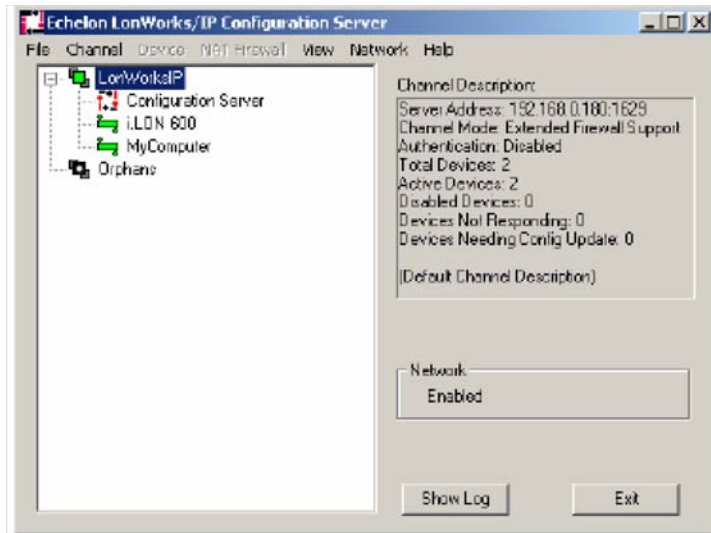 Echelon LonWorks/IP Configuration Server
File Channel Device NAT Firewall View Network Help
LonWorksIP
Configuration Server
i.LON 600
MyComputer
Orphans
Channel Description:
Server Address: 192.168.0.180:1629
Channel Mode: Extended Firewall Support
Authentication: Disabled
Total Devices: 2
Active Devices: 2
Disabled Devices: 0
Devices Not Responding: 0
Devices Needing Config Update: 0
(Default Channel Description)
Network
Enabled
Show Log
Exit